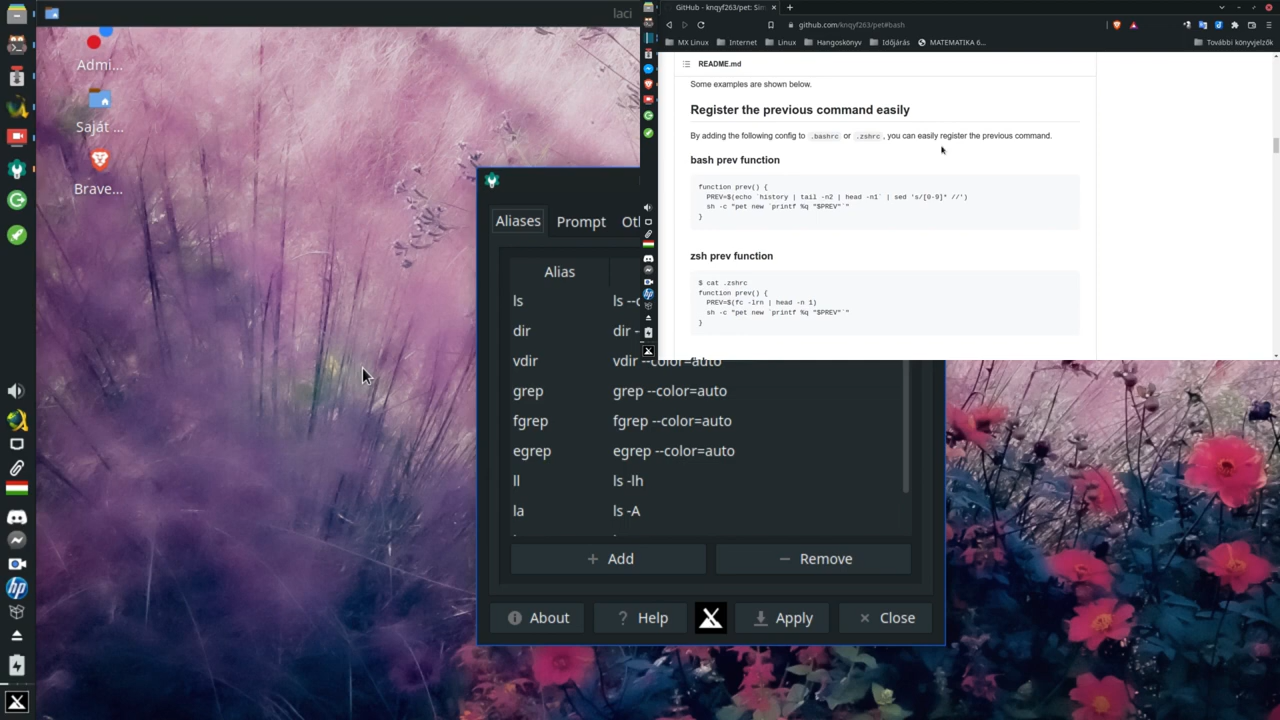 laci
Admi...
Saját ...
Brave...
Aliases
Prompt
Alias
ls
dir
vdir
vdir --color=auto
grep
grep --color=auto
fgrep
fgrep --color=auto
egrep
egrep --color=auto
ll
ls -lh
la
ls -A
Add
Remove
About
Help
Apply
Close
GitHub - knqyf263/pet: Sim
github.com/knqyf263/pet#bash
MX Linux
Internet
Linux
Hangoskönyv
Időjárás
MATEMATIKA 6...
További könyvjelzők
README.md
Some examples are shown below.
Register the previous command easily
By adding the following config to .bashrc or .zshrc, you can easily register the previous command.
bash prev function
function prev() {
PREV=$(echo `history | tail -n2 | head -n1` | sed 's/[0-9]* //')
sh -c "pet new `printf %q "$PREV"`"
}
zsh prev function
$ cat .zshrc
function prev() {
PREV=$(fc -lrn | head -n 1)
sh -c "pet new `printf %q "$PREV"`"
}
hp